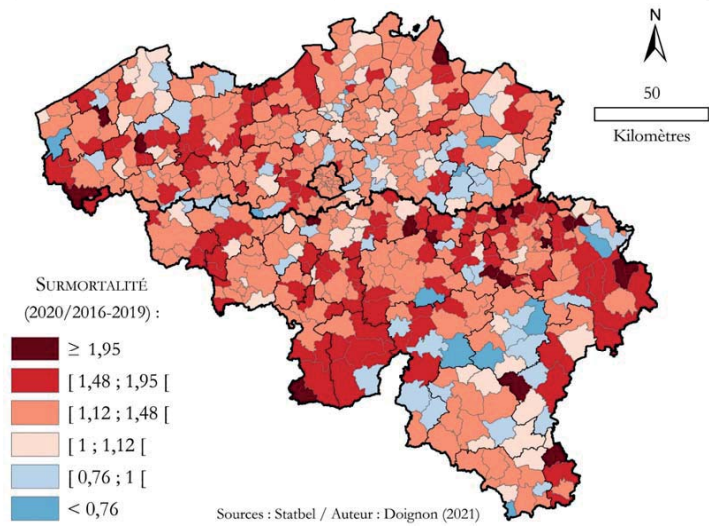 N
50
Kilomètres
SURMORTALITÉ
(2020/2016-2019) :
≥ 1,95
[ 1,48 ; 1,95 [
[ 1,12 ; 1,48 [
[ 1 ; 1,12 [
[ 0,76 ; 1 [
< 0,76
Sources : Statbel / Auteur : Doignon (2021)